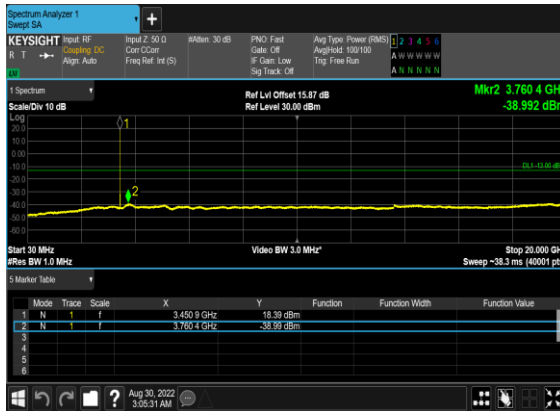 Spectrum Analyzer 1
Swept SA
KEYSIGHT Input: RF Input Z: 50 Ω #Atten: 30 dB PNO: Fast Avg Type: Power (RMS) 1 2 3 4 5 6
R T Coupling: DC Corr CCorr Gate: Off Avg|Hold: 100/100 A W W W W W
Align: Auto Freq Ref: Int (S) IF Gain: Low Trig: Free Run
Sig Track: Off A N N N N N
1 Spectrum Ref Lvl Offset 15.87 dB Mkr2 3.760 4 GH
Scale/Div 10 dB Ref Level 30.00 dBm -38.992 dB
Log
20.0
10.0
0.00
-10.0
-20.0
-30.0
-40.0
-50.0
-60.0
1
2
DL1 -13.00 dB
Start 30 MHz Video BW 3.0 MHz* Stop 20.000 GH
#Res BW 1.0 MHz Sweep ~38.3 ms (40001 pt
5 Marker Table
Mode Trace Scale X Y Function Function Width Function Value
1 N 1 f 3.450 9 GHz 18.39 dBm
2 N 1 f 3.760 4 GHz -38.99 dBm
3
4
5
6
? Aug 30, 2022
3:05:31 AM